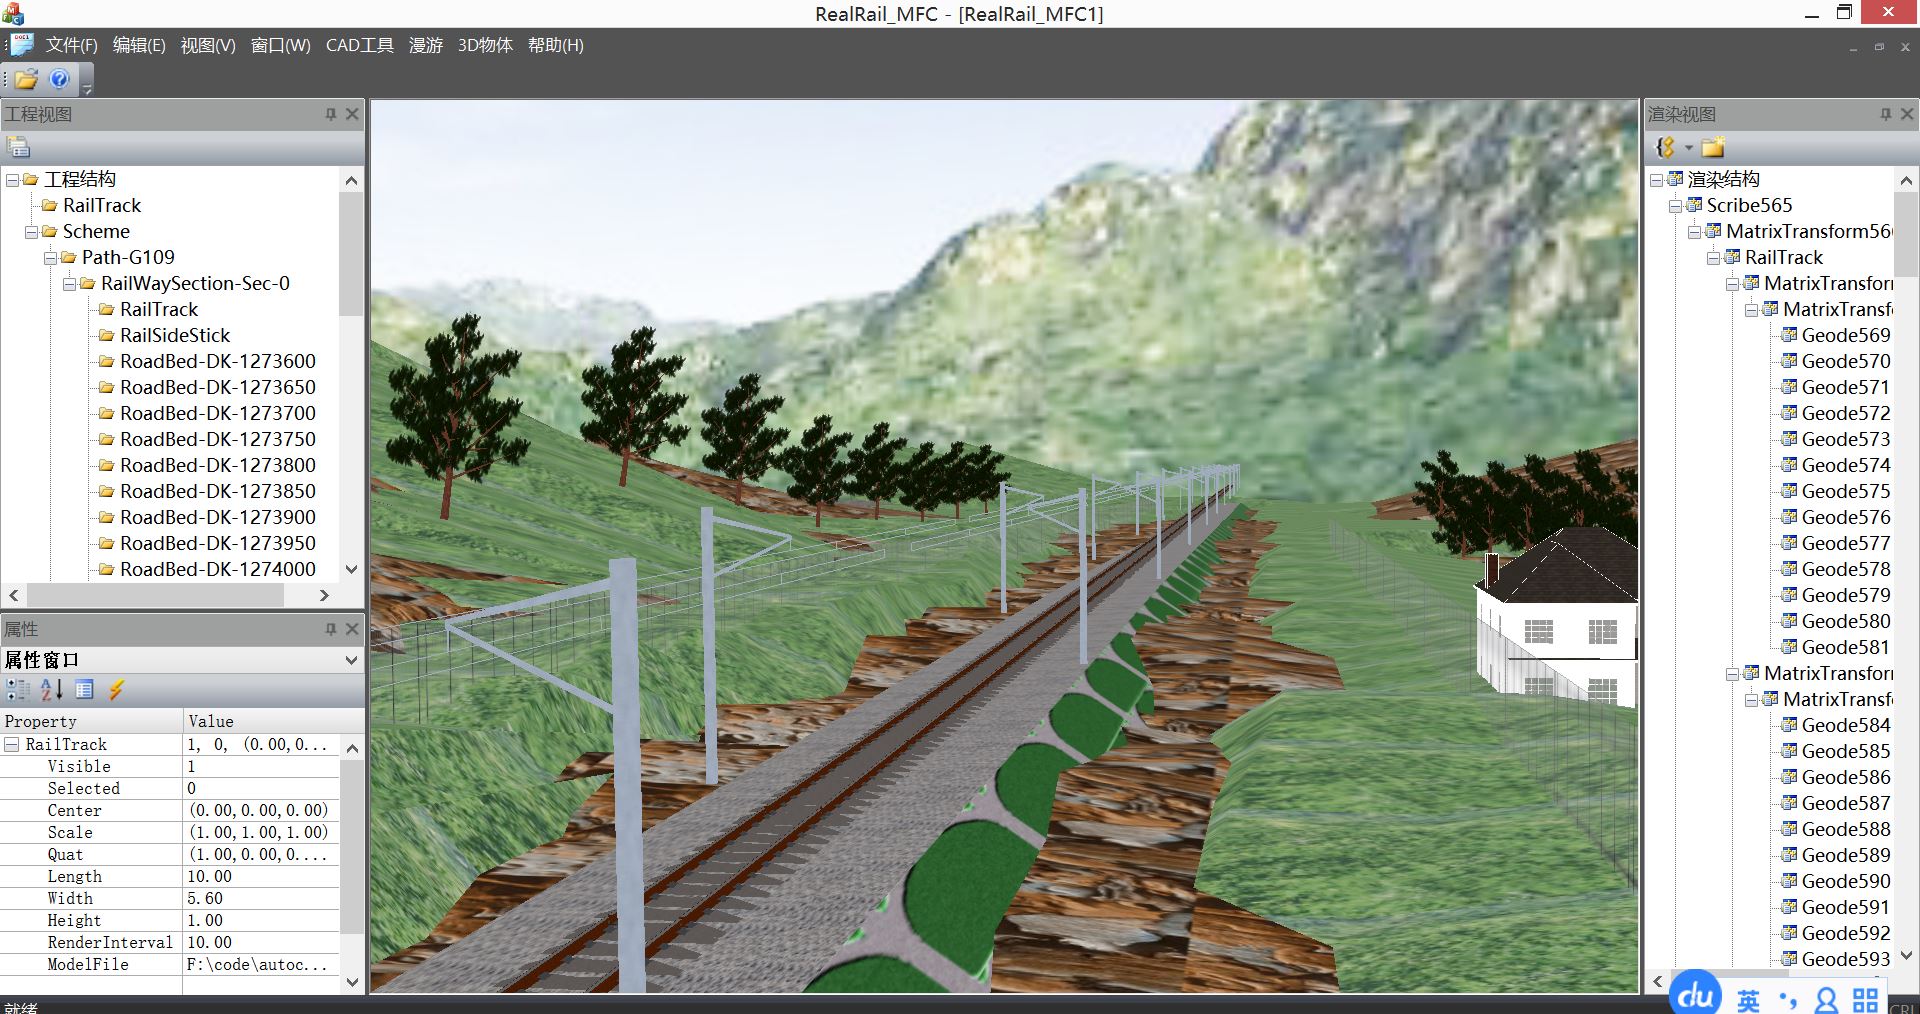 RealRail_MFC - [RealRail_MFC1]
文件(F) 编辑(E) 视图(V) 窗口(W) CAD工具 漫游 3D物体 帮助(H)
工程视图
工程结构
RailTrack
Scheme
Path-G109
RailWaySection-Sec-0
RailTrack
RailSideStick
RoadBed-DK-1273600
RoadBed-DK-1273650
RoadBed-DK-1273700
RoadBed-DK-1273750
RoadBed-DK-1273800
RoadBed-DK-1273850
RoadBed-DK-1273900
RoadBed-DK-1273950
RoadBed-DK-1274000
属性
属性窗口
Property Value
RailTrack 1, 0, (0.00,0...
Visible 1
Selected 0
Center (0.00,0.00,0.00)
Scale (1.00,1.00,1.00)
Quat (1.00,0.00,0....
Length 10.00
Width 5.60
Height 1.00
RenderInterval 10.00
ModelFile F:\code\autoc...
就绪
渲染视图
渲染结构
Scribe565
MatrixTransform56
RailTrack
MatrixTransfor
MatrixTransf
Geode569
Geode570
Geode571
Geode572
Geode573
Geode574
Geode575
Geode576
Geode577
Geode578
Geode579
Geode580
Geode581
MatrixTransfor
MatrixTransf
Geode584
Geode585
Geode586
Geode587
Geode588
Geode589
Geode590
Geode591
Geode592
Geode593
du 英